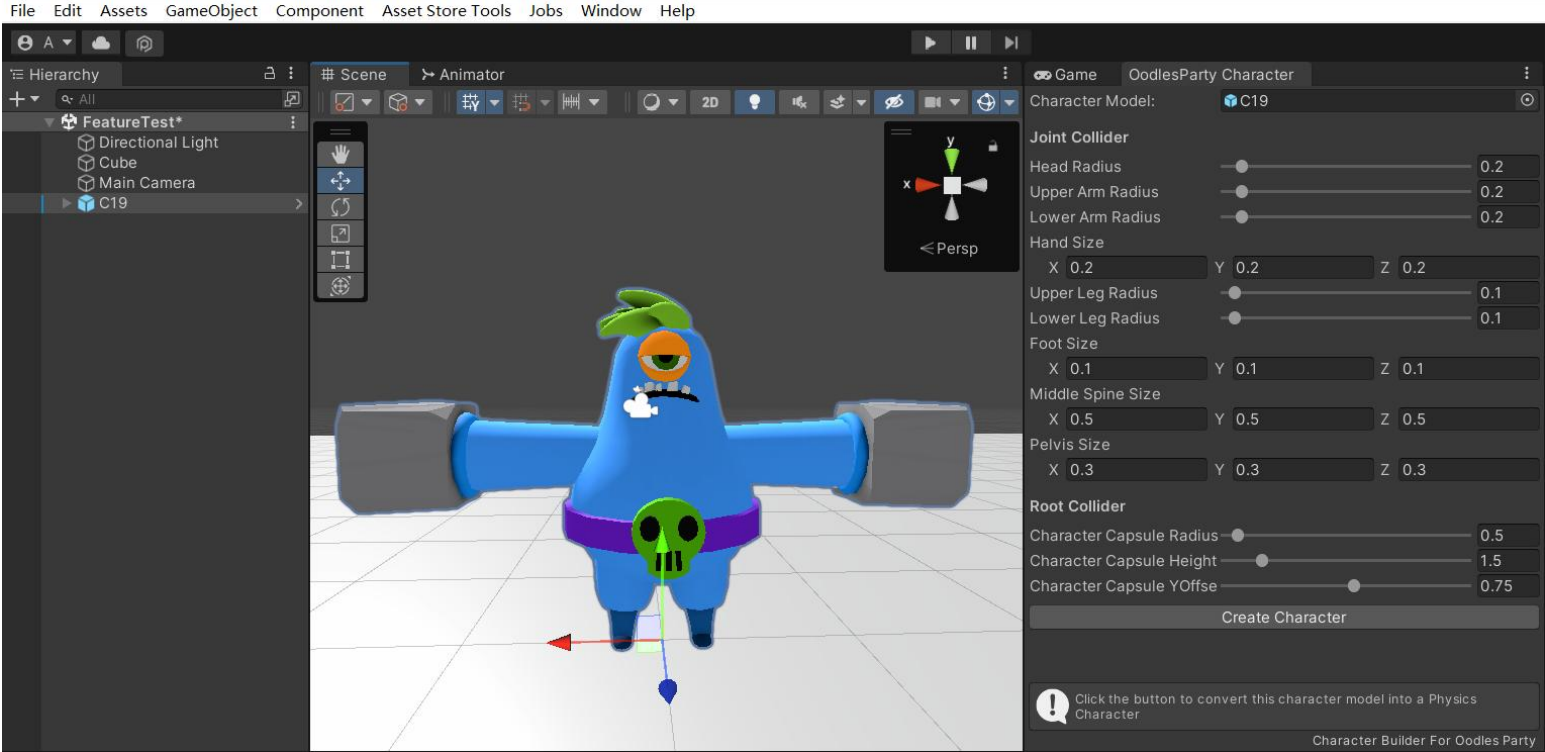 File Edit Assets GameObject Component Asset Store Tools Jobs Window Help
A
Hierarchy
All
FeatureTest*
Directional Light
Cube
Main Camera
C19
Scene Animator
2D
y
x
Persp
Game OodlesParty Character
Character Model: C19
Joint Collider
Head Radius 0.2
Upper Arm Radius 0.2
Lower Arm Radius 0.2
Hand Size
X 0.2 Y 0.2 Z 0.2
Upper Leg Radius 0.1
Lower Leg Radius 0.1
Foot Size
X 0.1 Y 0.1 Z 0.1
Middle Spine Size
X 0.5 Y 0.5 Z 0.5
Pelvis Size
X 0.3 Y 0.3 Z 0.3
Root Collider
Character Capsule Radius 0.5
Character Capsule Height 1.5
Character Capsule YOffse 0.75
Create Character
Click the button to convert this character model into a Physics
Character
Character Builder For Oodles Party